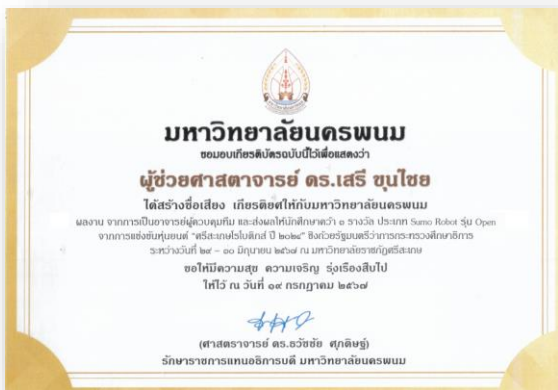 มหาวิทยาลัยนครพนม
ขอมอบเกียรติบัตรฉบับนี้ไว้เพื่อแสดงว่า
ผู้ช่วยศาสตาจารย์ ดร.เสรี ขุนไชย
ได้สร้างชื่อเสียง เกียรติยศให้กับมหาวิทยาลัยนครพนม
ผลงาน จากการเป็นอาจารย์ผู้ควบคุมทีม และส่งผลให้นักศึกษาคว้า ๑ รางวัล ประเภท Sumo Robot รุ่น Open
จากการแข่งขันหุ่นยนต์ "ศรีสะเกษโรโบติกส์ ปี ๒๐๒๔" ชิงถ้วยรัฐมนตรีว่าการกระทรวงศึกษาธิการ
ระหว่างวันที่ ๒๙ – ๓๐ มิถุนายน ๒๕๖๗ ณ มหาวิทยาลัยราชภัฏศรีสะเกษ
ขอให้มีความสุข ความเจริญ รุ่งเรืองสืบไป
ให้ไว้ ณ วันที่ ๑๙ กรกฎาคม ๒๕๖๗
(ศาสตราจารย์ ดร.ธวัชชัย ศุภดิษฐ์)
รักษาราชการแทนอธิการบดี มหาวิทยาลัยนครพนม